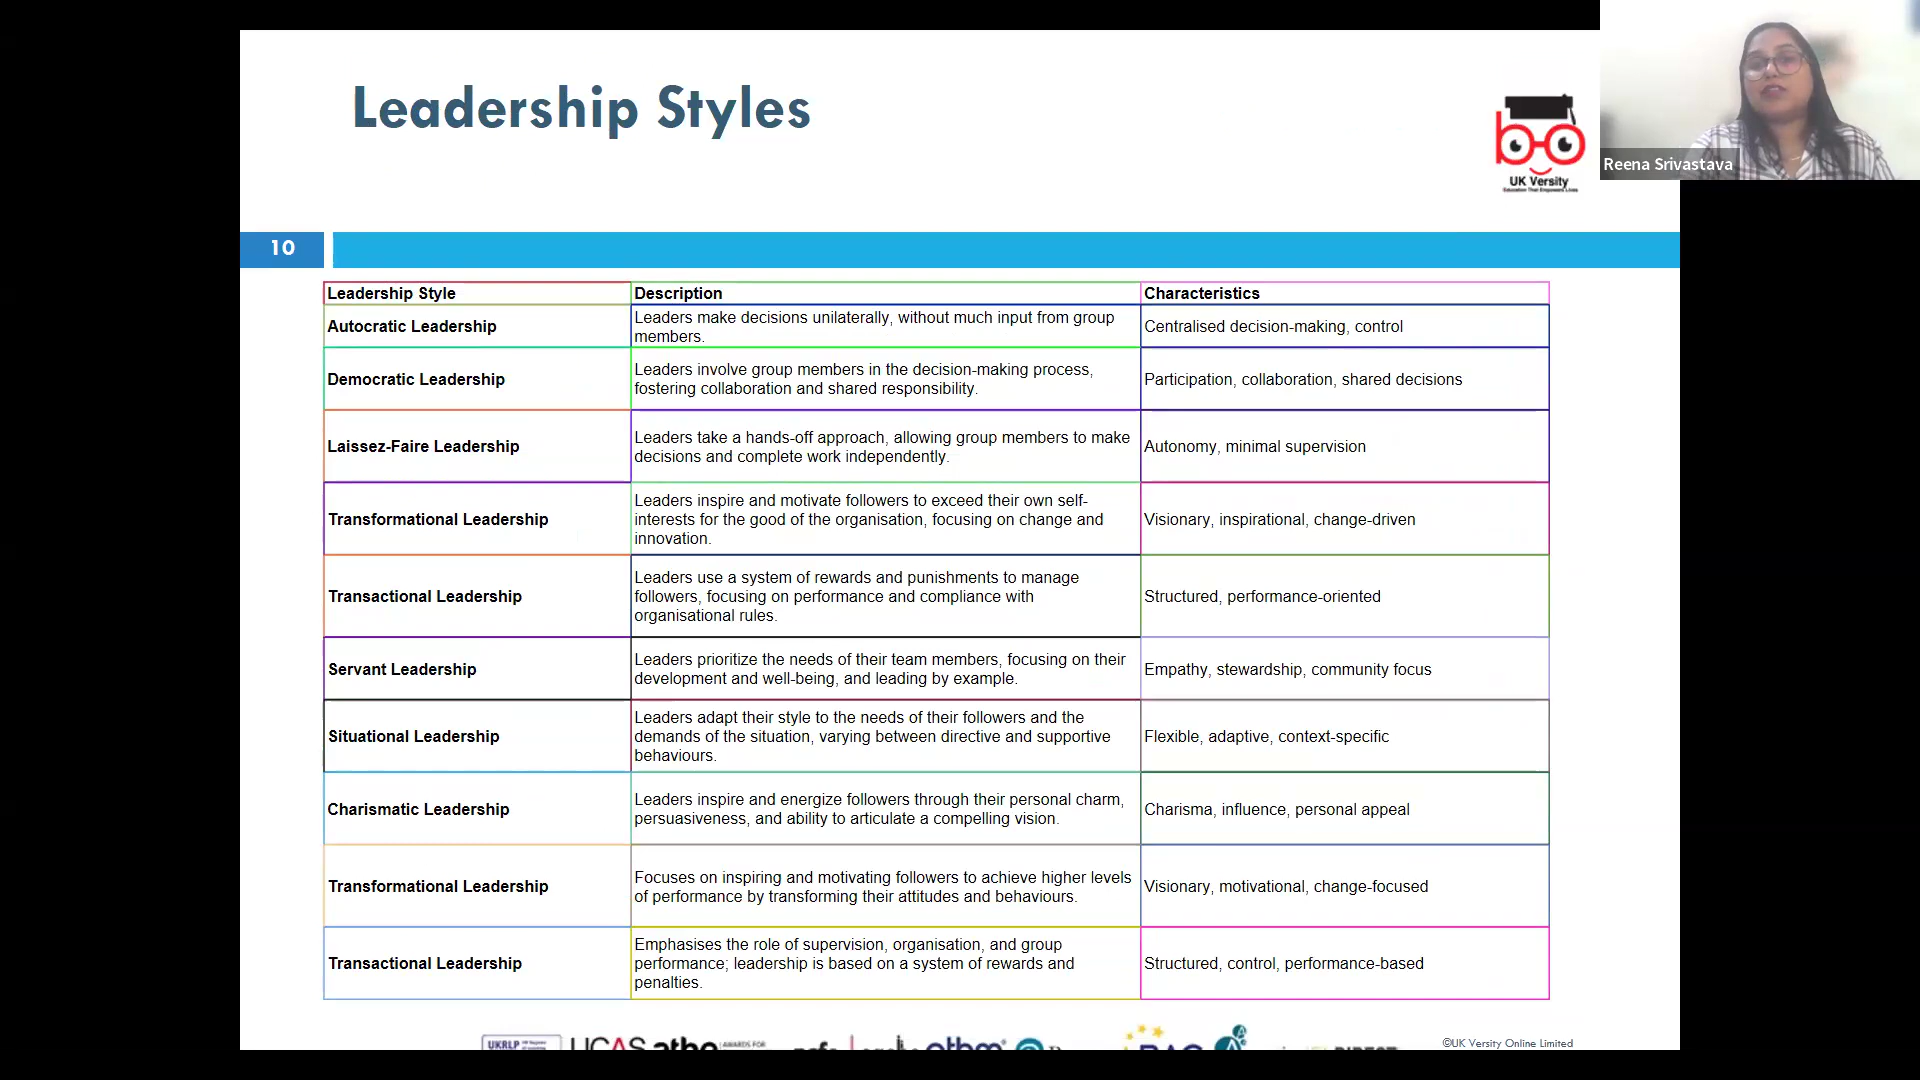 Leadership Styles
UK Versity
Education That Empowers Lives
Reena Srivastava
10
Leadership Style Description Characteristics
Autocratic Leadership
Leaders make decisions unilaterally, without much input from group
members.
Centralised decision-making, control
Democratic Leadership
Leaders involve group members in the decision-making process,
fostering collaboration and shared responsibility.
Participation, collaboration, shared decisions
Laissez-Faire Leadership
Leaders take a hands-off approach, allowing group members to make
decisions and complete work independently.
Autonomy, minimal supervision
Transformational Leadership
Leaders inspire and motivate followers to exceed their own self-
interests for the good of the organisation, focusing on change and
innovation.
Visionary, inspirational, change-driven
Transactional Leadership
Leaders use a system of rewards and punishments to manage
followers, focusing on performance and compliance with
organisational rules.
Structured, performance-oriented
Servant Leadership
Leaders prioritize the needs of their team members, focusing on their
development and well-being, and leading by example.
Empathy, stewardship, community focus
Situational Leadership
Leaders adapt their style to the needs of their followers and the
demands of the situation, varying between directive and supportive
behaviours.
Flexible, adaptive, context-specific
Charismatic Leadership
Leaders inspire and energize followers through their personal charm,
persuasiveness, and ability to articulate a compelling vision.
Charisma, influence, personal appeal
Transformational Leadership
Focuses on inspiring and motivating followers to achieve higher levels
of performance by transforming their attitudes and behaviours.
Visionary, motivational, change-focused
Transactional Leadership
Emphasises the role of supervision, organisation, and group
performance; leadership is based on a system of rewards and
penalties.
Structured, control, performance-based
UKRLP UCAS athe AWARDS FOR
©UK Versity Online Limited